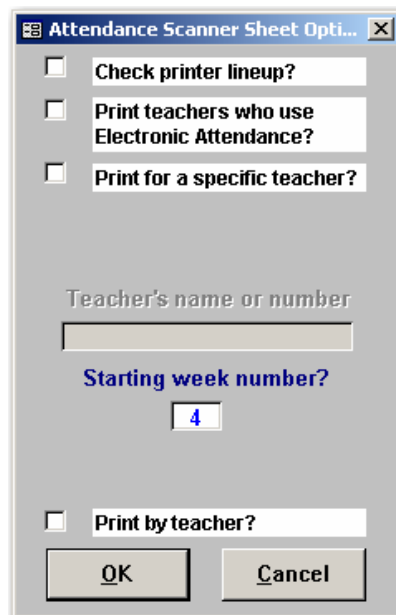 Attendance Scanner Sheet Opti...
Check printer lineup?
Print teachers who use
Electronic Attendance?
Print for a specific teacher?
Teacher's name or number
Starting week number?
4
Print by teacher?
OK
Cancel